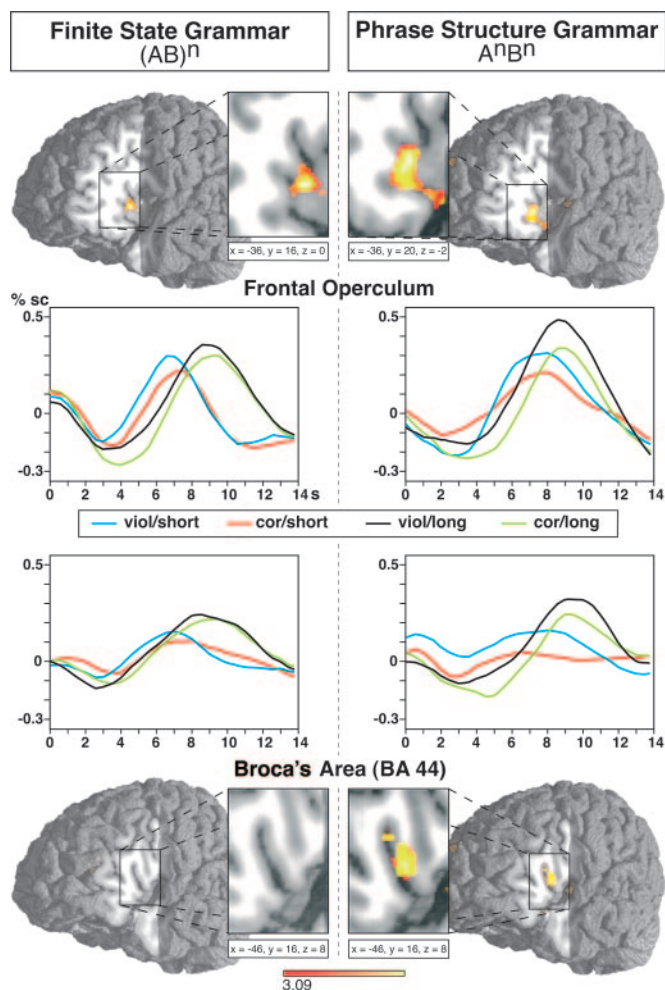 Finite State Grammar
(AB)ⁿ
Phrase Structure Grammar
AⁿBⁿ
x = -36, y = 16, z = 0
x = -36, y = 20, z = -2
Frontal Operculum
% sc
0.5
0
-0.3
0 2 4 6 8 10 12 14 s
0.5
0
-0.3
0 2 4 6 8 10 12 14
viol/short cor/short viol/long cor/long
0.5
0
-0.3
0 2 4 6 8 10 12 14
0.5
0
-0.3
0 2 4 6 8 10 12 14
Broca's Area (BA 44)
x = -46, y = 16, z = 8
x = -46, y = 16, z = 8
3.09